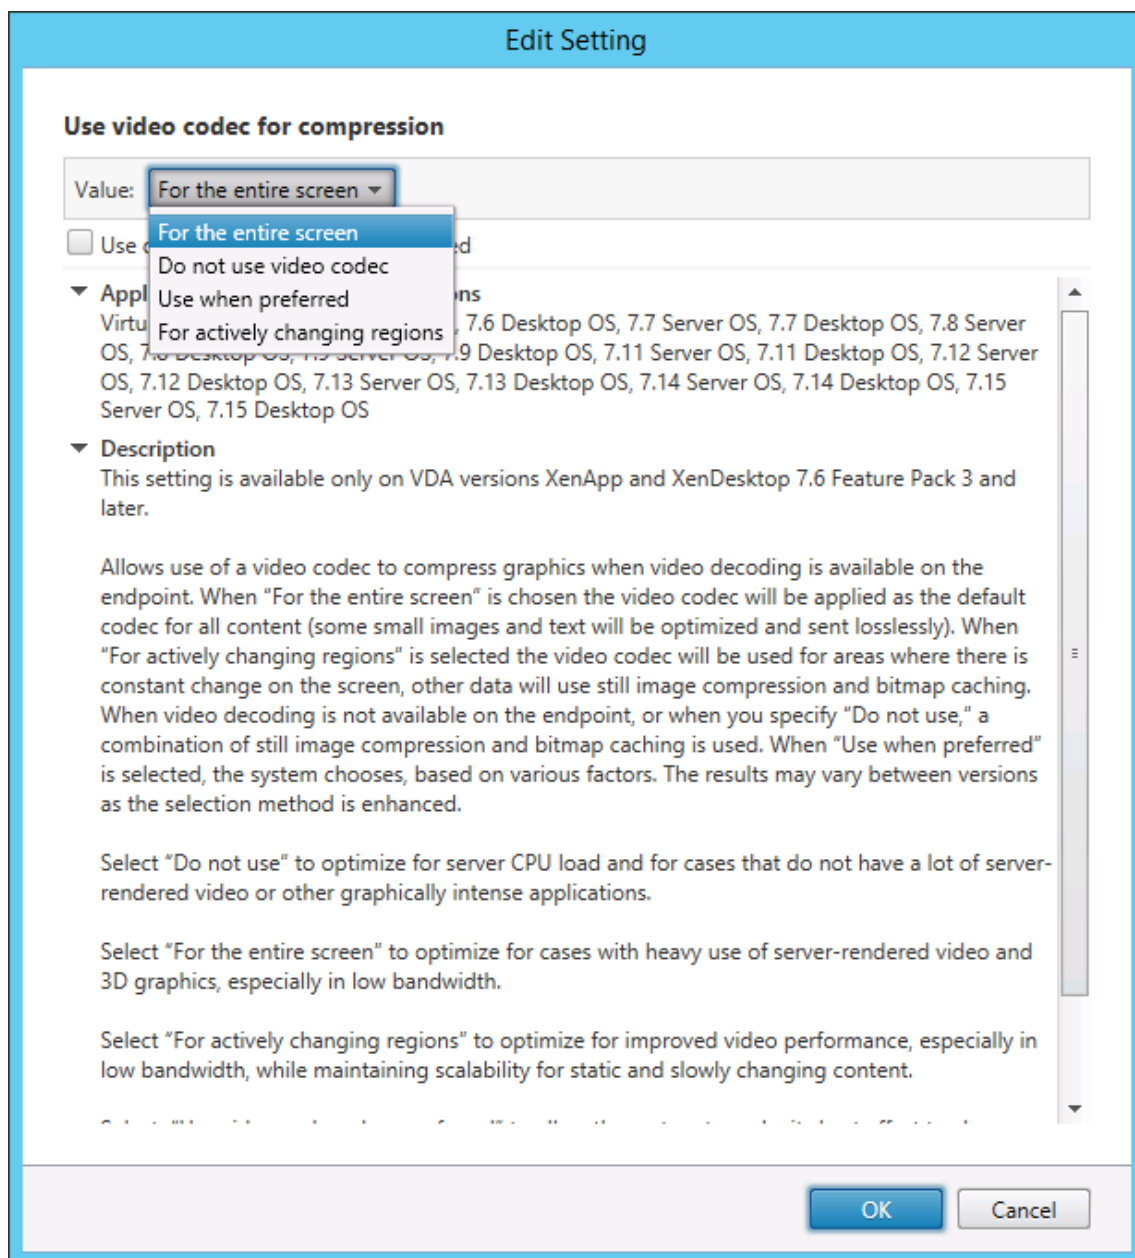 Edit Setting
Use video codec for compression
Value: For the entire screen
For the entire screen
Use
Do not use video codec
Use when preferred
For actively changing regions
Virtu , 7.6 Desktop OS, 7.7 Server OS, 7.7 Desktop OS, 7.8 Server
OS, 7.8 Desktop OS, 7.9 Server OS, 7.9 Desktop OS, 7.11 Server OS, 7.11 Desktop OS, 7.12 Server
OS, 7.12 Desktop OS, 7.13 Server OS, 7.13 Desktop OS, 7.14 Server OS, 7.14 Desktop OS, 7.15
Server OS, 7.15 Desktop OS
Description
This setting is available only on VDA versions XenApp and XenDesktop 7.6 Feature Pack 3 and
later.
Allows use of a video codec to compress graphics when video decoding is available on the
endpoint. When “For the entire screen” is chosen the video codec will be applied as the default
codec for all content (some small images and text will be optimized and sent losslessly). When
“For actively changing regions” is selected the video codec will be used for areas where there is
constant change on the screen, other data will use still image compression and bitmap caching.
When video decoding is not available on the endpoint, or when you specify “Do not use,” a
combination of still image compression and bitmap caching is used. When “Use when preferred”
is selected, the system chooses, based on various factors. The results may vary between versions
as the selection method is enhanced.
Select “Do not use” to optimize for server CPU load and for cases that do not have a lot of server-
rendered video or other graphically intense applications.
Select “For the entire screen” to optimize for cases with heavy use of server-rendered video and
3D graphics, especially in low bandwidth.
Select “For actively changing regions” to optimize for improved video performance, especially in
low bandwidth, while maintaining scalability for static and slowly changing content.
OK
Cancel